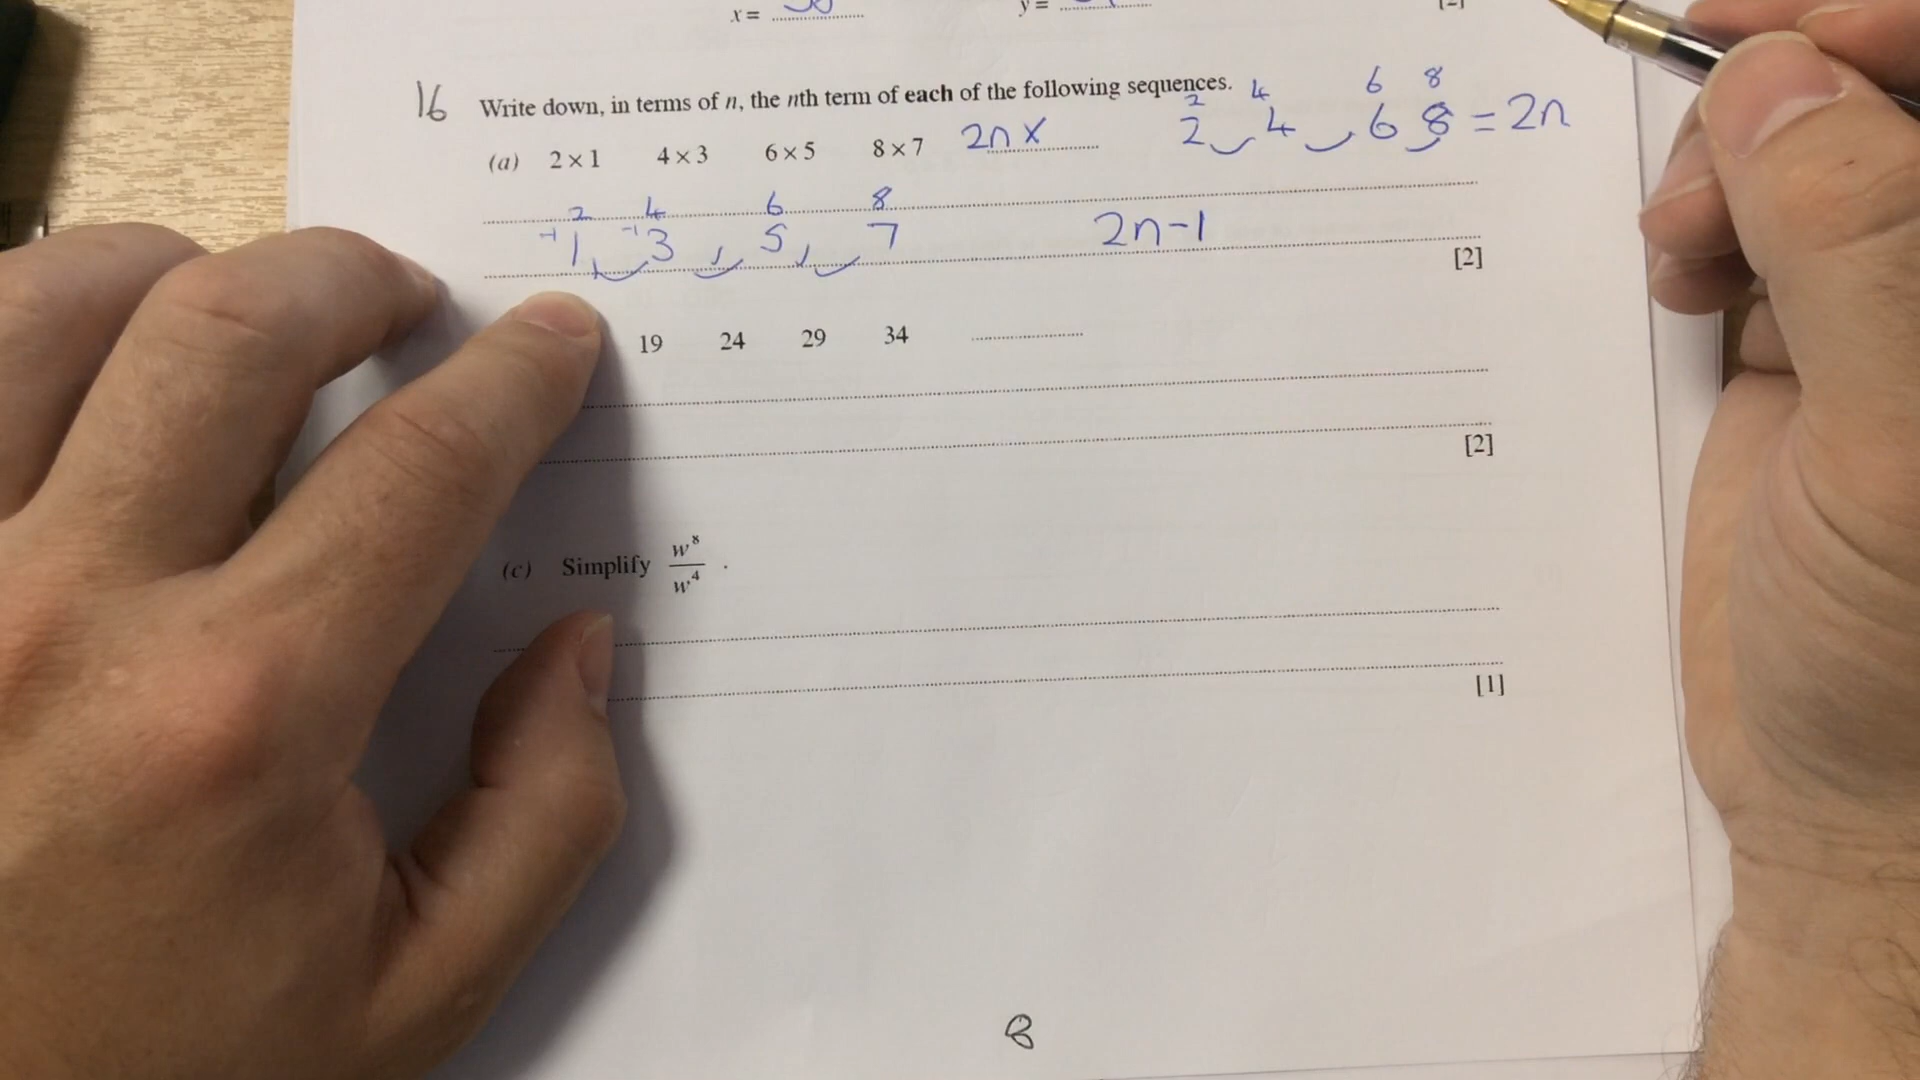 x = ............ y = ............
16 Write down, in terms of n, the nth term of each of the following sequences.
2 4 6 8
2 4 6 8 = 2n
(a) 2 × 1 4 × 3 6 × 5 8 × 7 2n ×
2 4 6 8
-1 1 -1 3 5 7 2n-1
[2]
19 24 29 34 ............
[2]
(c) Simplify w⁸/w⁴ .
[1]
8